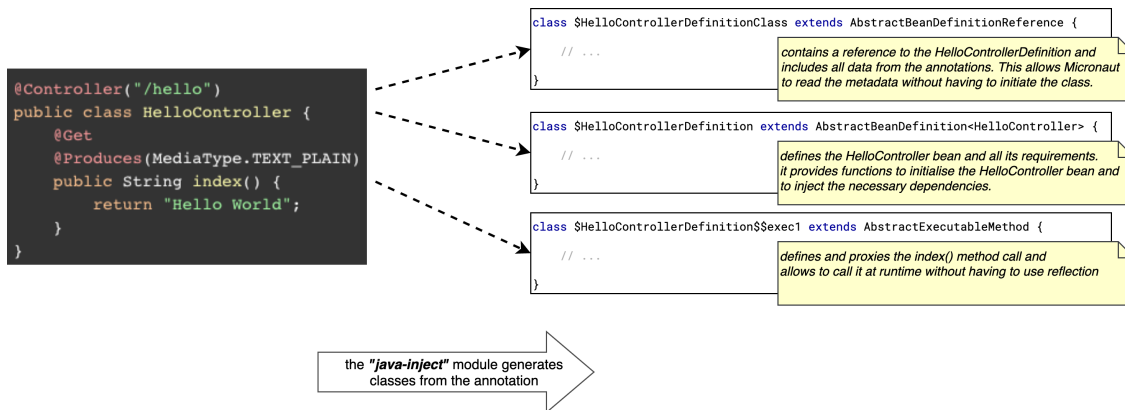 @Controller("/hello")
public class HelloController {
    @Get
    @Produces(MediaType.TEXT_PLAIN)
    public String index() {
        return "Hello World";
    }
}
class $HelloControllerDefinitionClass extends AbstractBeanDefinitionReference {
    // ...
}
contains a reference to the HelloControllerDefinition and
includes all data from the annotations. This allows Micronaut
to read the metadata without having to initiate the class.
class $HelloControllerDefinition extends AbstractBeanDefinition<HelloController> {
    // ...
}
defines the HelloController bean and all its requirements.
it provides functions to initialise the HelloController bean and
to inject the necessary dependencies.
class $HelloControllerDefinition$$exec1 extends AbstractExecutableMethod {
    // ...
}
defines and proxies the index() method call and
allows to call it at runtime without having to use reflection
the "java-inject" module generates
classes from the annotation